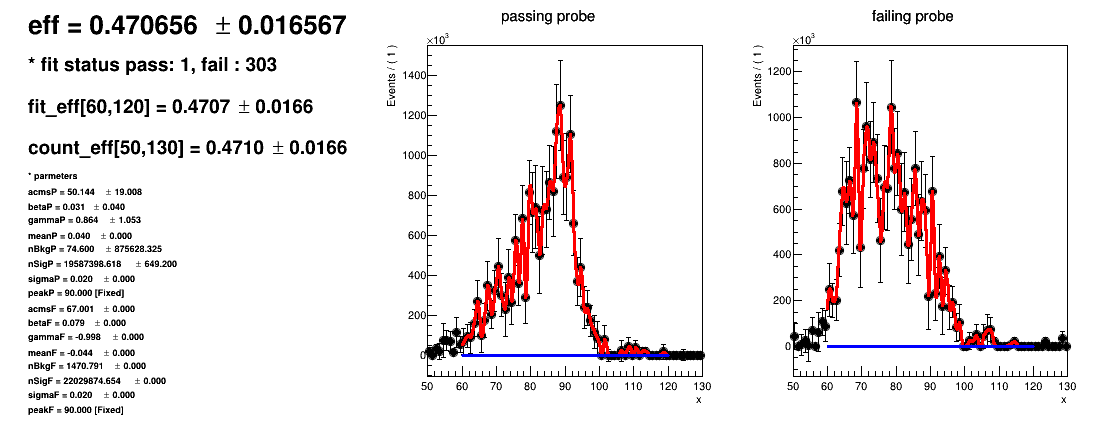 eff = 0.470656 ± 0.016567
* fit status pass: 1, fail : 303
fit_eff[60,120] = 0.4707 ± 0.0166
count_eff[50,130] = 0.4710 ± 0.0166
* parmeters
acmsP = 50.144 ± 19.008
betaP = 0.031 ± 0.040
gammaP = 0.864 ± 1.053
meanP = 0.040 ± 0.000
nBkgP = 74.600 ± 875628.325
nSigP = 19587398.618 ± 649.200
sigmaP = 0.020 ± 0.000
peakP = 90.000 [Fixed]
acmsF = 67.001 ± 0.000
betaF = 0.079 ± 0.000
gammaF = -0.998 ± 0.000
meanF = -0.044 ± 0.000
nBkgF = 1470.791 ± 0.000
nSigF = 22029874.654 ± 0.000
sigmaF = 0.020 ± 0.000
peakF = 90.000 [Fixed]
passing probe
×10³
Events / ( 1 )
1400
1200
1000
800
600
400
200
0
50 60 70 80 90 100 110 120 130
x
failing probe
×10³
Events / ( 1 )
1200
1000
800
600
400
200
0
50 60 70 80 90 100 110 120 130
x